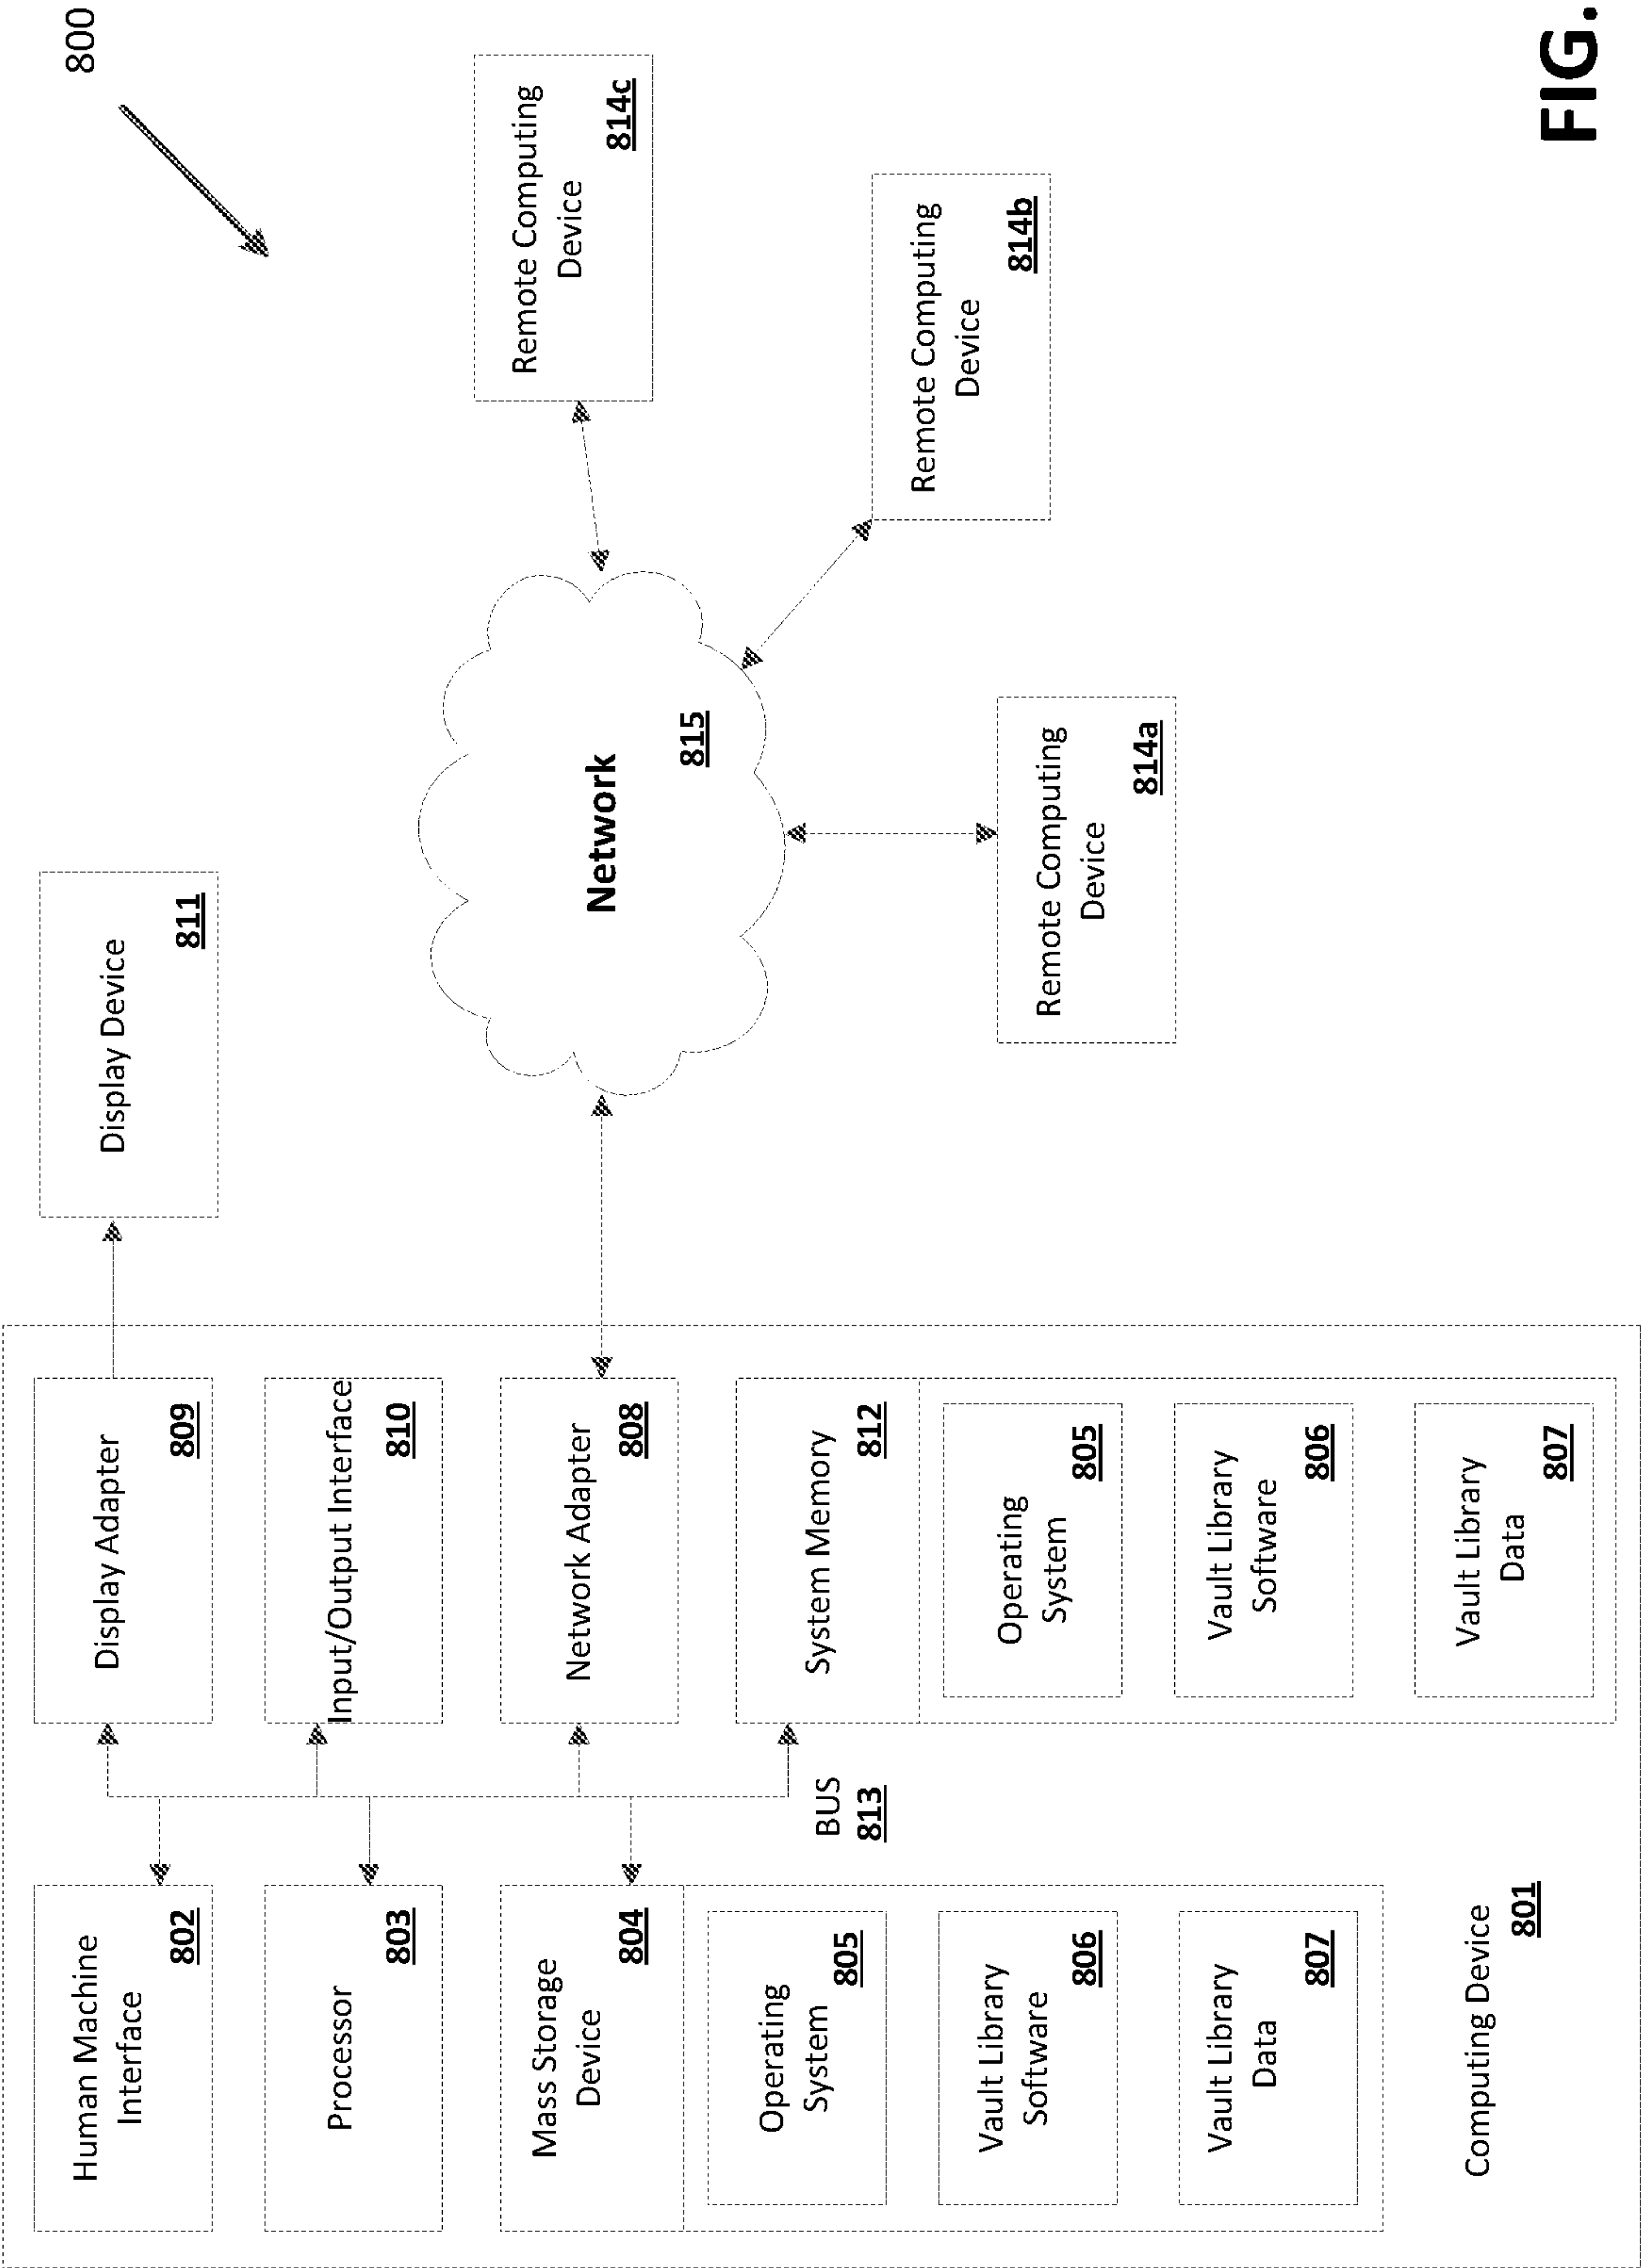 800
Human Machine
Interface
802
Processor
803
Mass Storage
Device
804
Operating
System
805
Vault Library
Software
806
Vault Library
Data
807
Computing Device
801
BUS
813
Display Adapter
809
Input/Output Interface
810
Network Adapter
808
System Memory
812
Operating
System
805
Vault Library
Software
806
Vault Library
Data
807
Display Device
811
Network
815
Remote Computing
Device
814a
Remote Computing
Device
814b
Remote Computing
Device
814c
FIG.